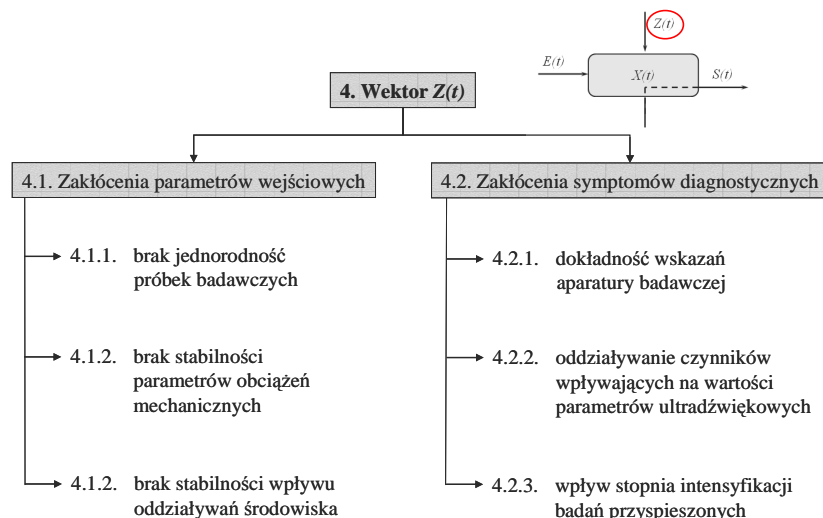 Z(t)
E(t)
X(t)
S(t)
4. Wektor Z(t)
4.1. Zakłócenia parametrów wejściowych
4.1.1. brak jednorodność
próbek badawczych
4.1.2. brak stabilności
parametrów obciążeń
mechanicznych
4.1.2. brak stabilności wpływu
oddziaływań środowiska
4.2. Zakłócenia symptomów diagnostycznych
4.2.1. dokładność wskazań
aparatury badawczej
4.2.2. oddziaływanie czynników
wpływających na wartości
parametrów ultradźwiękowych
4.2.3. wpływ stopnia intensyfikacji
badań przyspieszonych